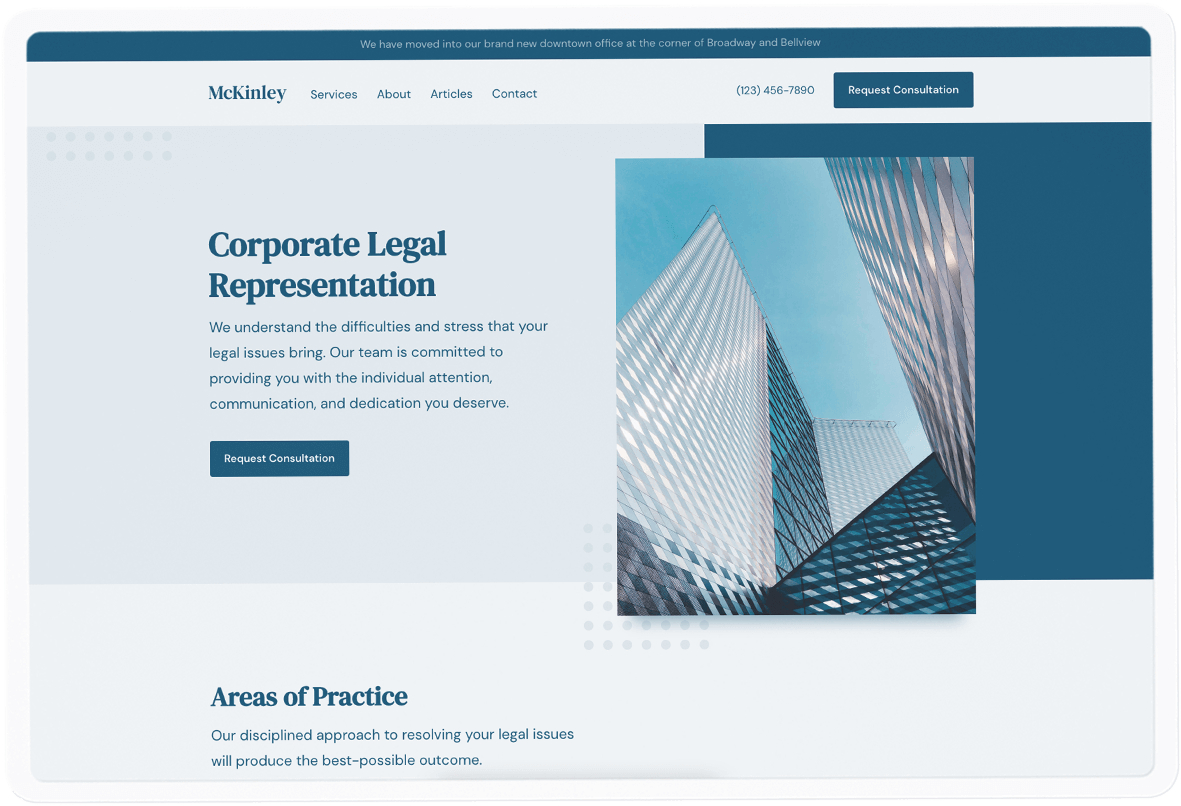 We have moved into our brand new downtown office at the corner of Broadway and Bellview
McKinley Services About Articles Contact (123) 456-7890 Request Consultation
Corporate Legal
Representation
We understand the difficulties and stress that your
legal issues bring. Our team is committed to
providing you with the individual attention,
communication, and dedication you deserve.
Request Consultation
Areas of Practice
Our disciplined approach to resolving your legal issues
will produce the best-possible outcome.